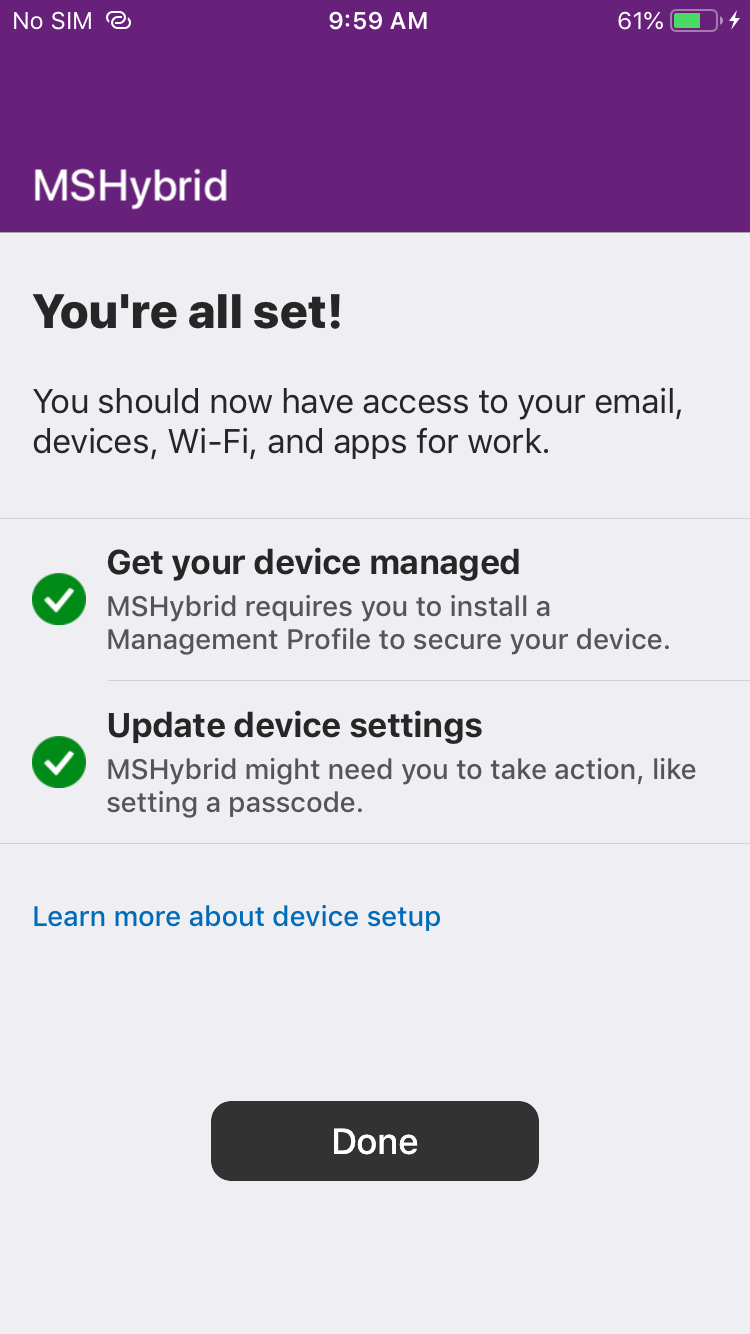 No SIM 9:59 AM 61%
MSHybrid
You're all set!
You should now have access to your email,
devices, Wi-Fi, and apps for work.
Get your device managed
MSHybrid requires you to install a
Management Profile to secure your device.
Update device settings
MSHybrid might need you to take action, like
setting a passcode.
Learn more about device setup
Done